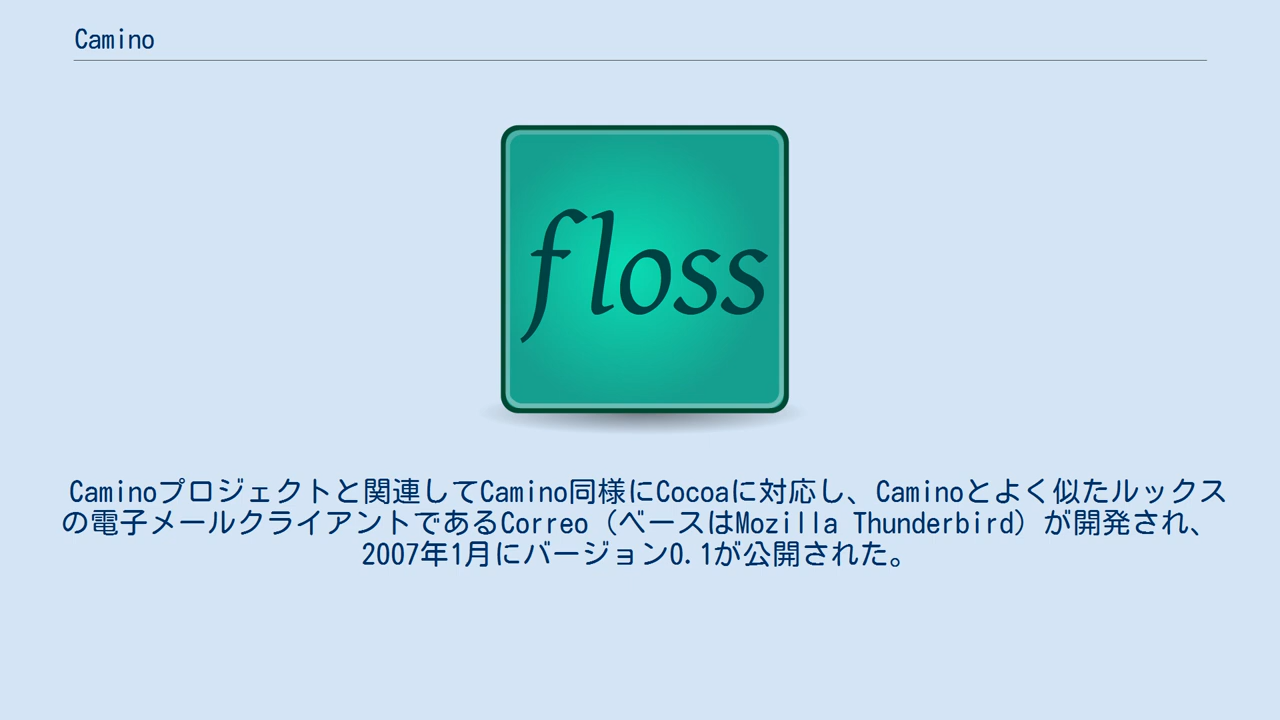 Camino
floss
Caminoプロジェクトと関連してCamino同様にCocoaに対応し、Caminoとよく似たルックス
の電子メールクライアントであるCorreo（ベースはMozilla Thunderbird）が開発され、
2007年1月にバージョン0.1が公開された。